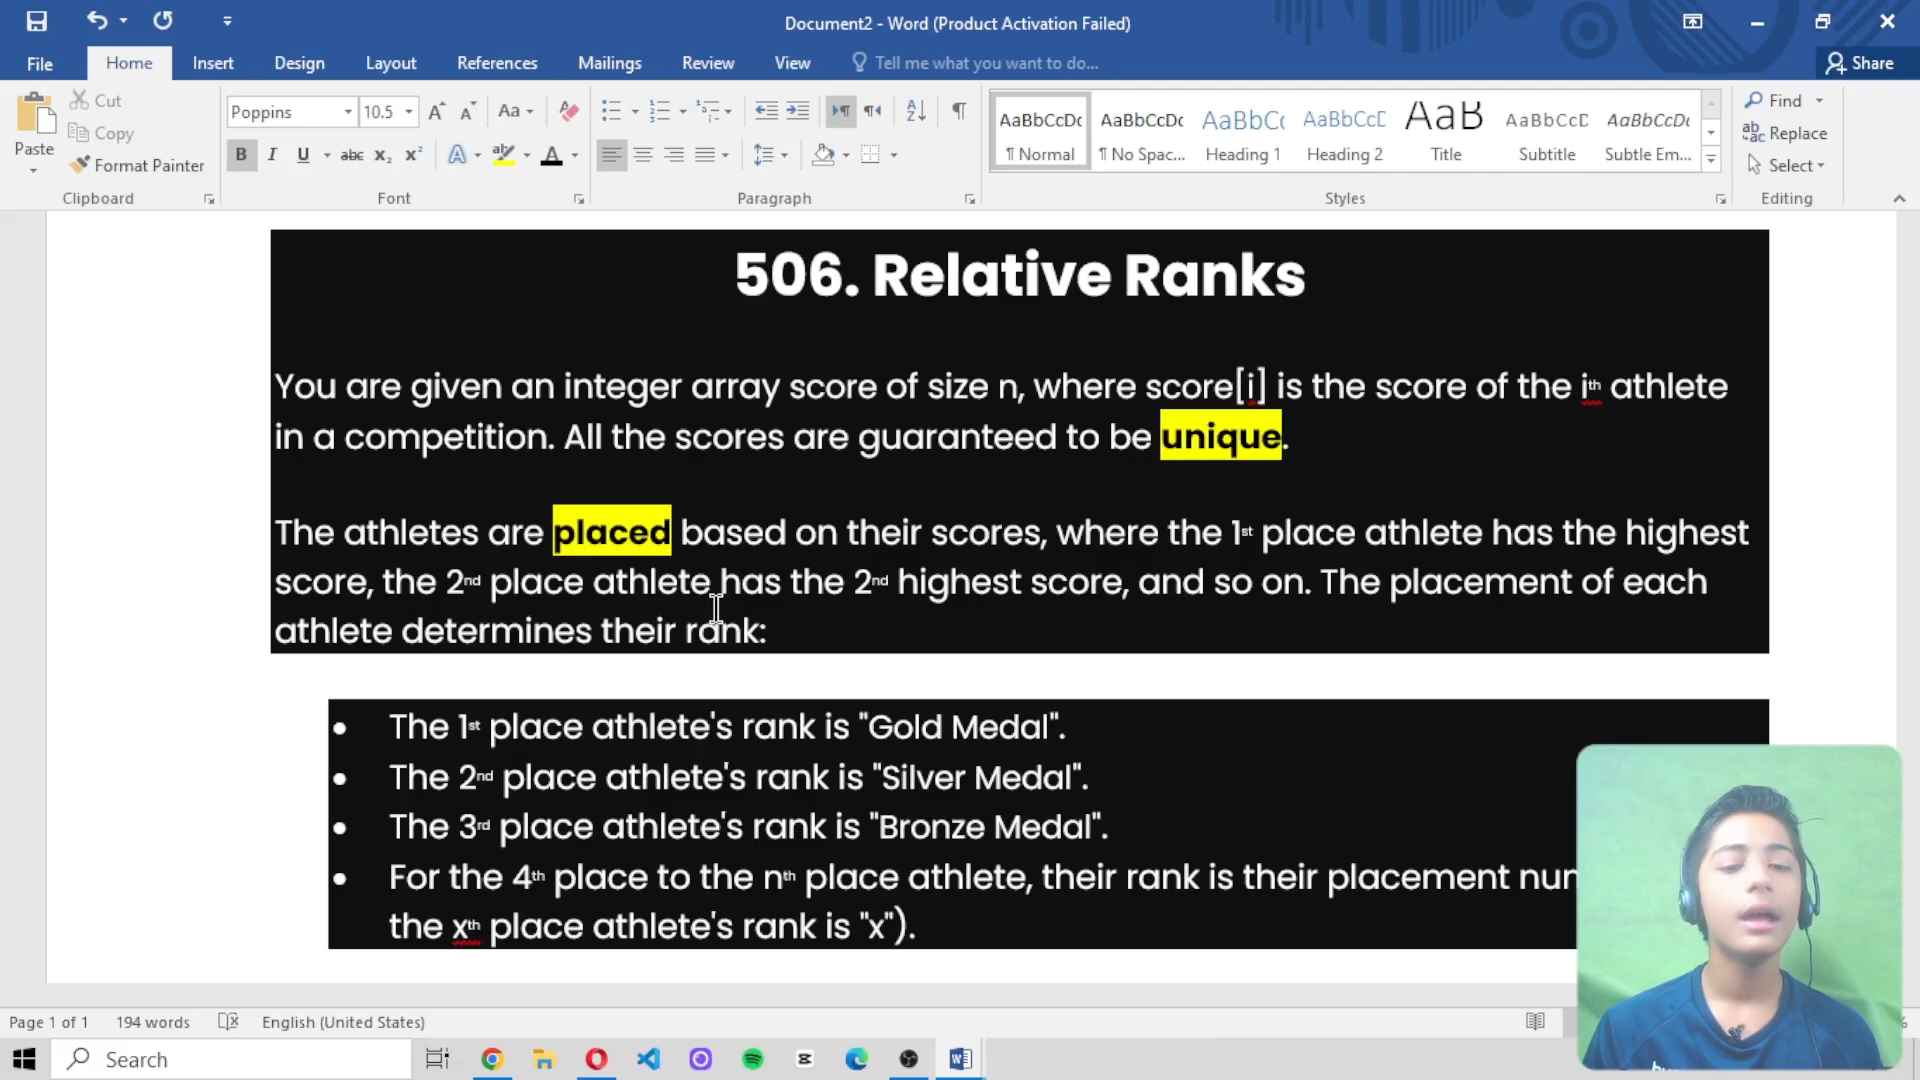 Document2 - Word (Product Activation Failed)
File Home Insert Design Layout References Mailings Review View Tell me what you want to do... Share
Paste
Cut
Copy
Format Painter
Clipboard
Poppins 10.5
Font
Paragraph
AaBbCcDc AaBbCcDc AaBbCc AaBbCcD AaB AaBbCcD AaBbCcDc
¶ Normal ¶ No Spac... Heading 1 Heading 2 Title Subtitle Subtle Em...
Styles
Find
Replace
Select
Editing
506. Relative Ranks
You are given an integer array score of size n, where score[i] is the score of the ith athlete
in a competition. All the scores are guaranteed to be unique.
The athletes are placed based on their scores, where the 1st place athlete has the highest
score, the 2nd place athlete has the 2nd highest score, and so on. The placement of each
athlete determines their rank:
• The 1st place athlete's rank is "Gold Medal".
• The 2nd place athlete's rank is "Silver Medal".
• The 3rd place athlete's rank is "Bronze Medal".
• For the 4th place to the nth place athlete, their rank is their placement
the xth place athlete's rank is "x").
Page 1 of 1 194 words English (United States)
Search